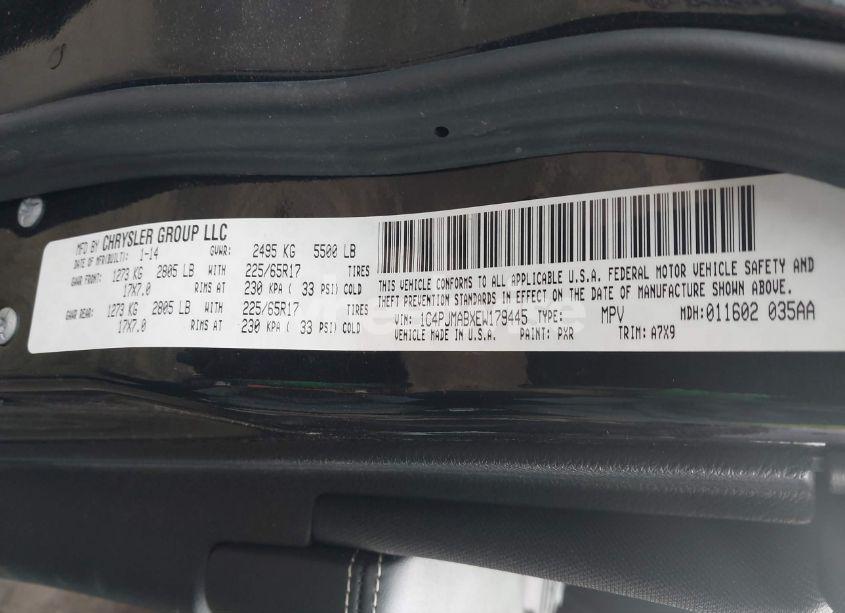 MFD BY CHRYSLER GROUP LLC
DATE OF MFR(BUILT): 1-14 GVWR: 2495 KG 5500 LB
GAWR FRONT: 1273 KG 2805 LB WITH 225/65R17 TIRES
17X7.0 RIMS AT 230 KPA ( 33 PSI) COLD
GAWR REAR: 1273 KG 2805 LB WITH 225/65R17 TIRES
17X7.0 RIMS AT 230 KPA ( 33 PSI) COLD
THIS VEHICLE CONFORMS TO ALL APPLICABLE U.S.A. FEDERAL MOTOR VEHICLE SAFETY AND
THEFT PREVENTION STANDARDS IN EFFECT ON THE DATE OF MANUFACTURE SHOWN ABOVE.
VIN: 1C4PJMABXEW179445 TYPE: MPV MDH:011602 035AA
VEHICLE MADE IN U.S.A. PAINT: PXR TRIM: A7X9